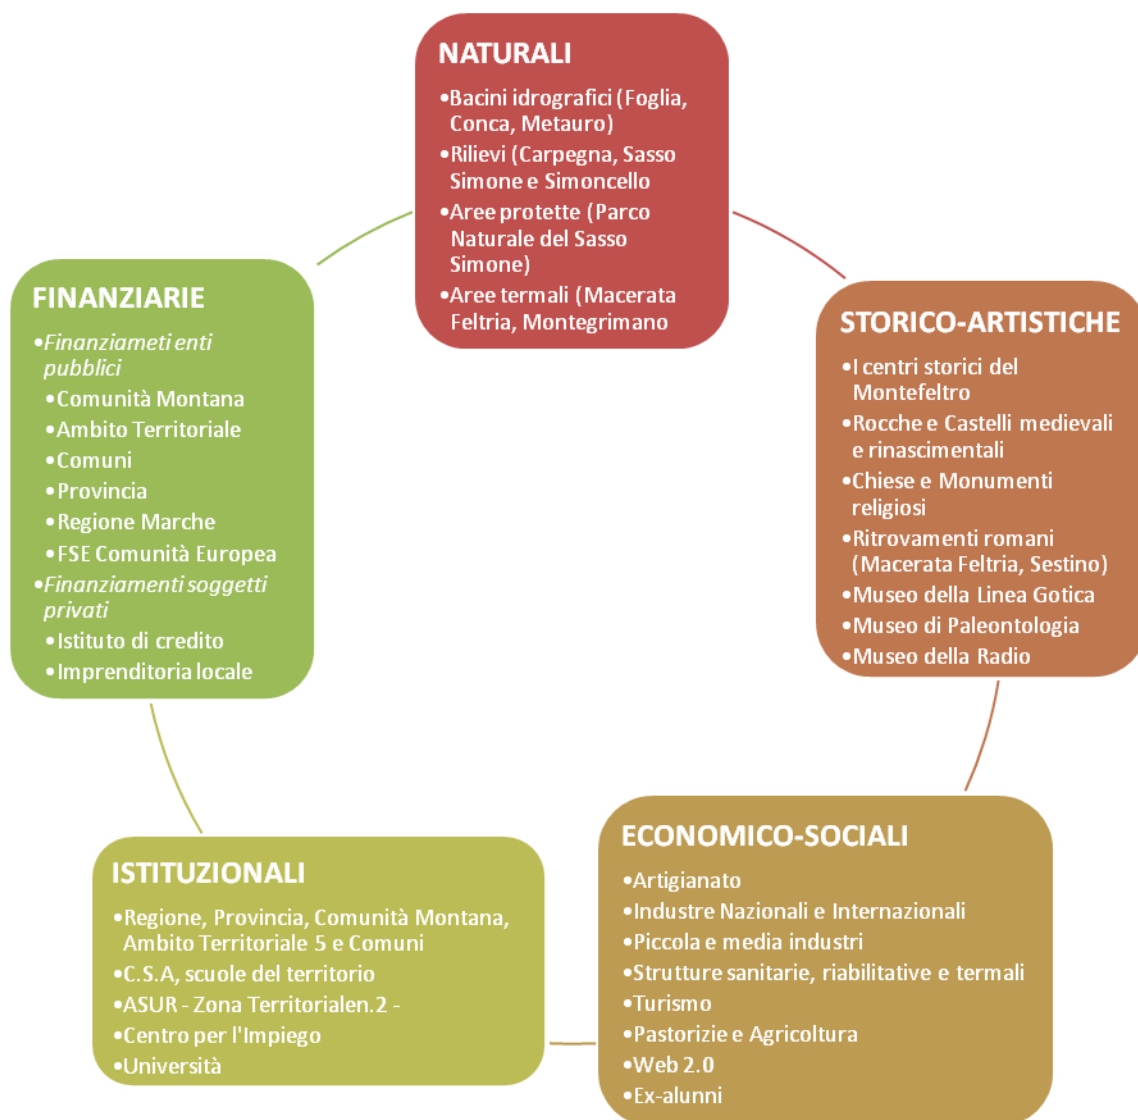 NATURALI
•Bacini idrografici (Foglia,
Conca, Metauro)
•Rilievi (Carpegna, Sasso
Simone e Simoncello
•Aree protette (Parco
Naturale del Sasso
Simone)
•Aree termali (Macerata
Feltria, Montegrimano
STORICO-ARTISTICHE
•I centri storici del
Montefeltro
•Rocche e Castelli medievali
e rinascimentali
•Chiese e Monumenti
religiosi
•Ritrovamenti romani
(Macerata Feltria, Sestino)
•Museo della Linea Gotica
•Museo di Paleontologia
•Museo della Radio
ECONOMICO-SOCIALI
•Artigianato
•Industre Nazionali e Internazionali
•Piccola e media industri
•Strutture sanitarie, riabilitative e termali
•Turismo
•Pastorizie e Agricoltura
•Web 2.0
•Ex-alunni
ISTITUZIONALI
•Regione, Provincia, Comunità Montana,
Ambito Territoriale 5 e Comuni
•C.S.A, scuole del territorio
•ASUR - Zona Territorialen.2 -
•Centro per l'Impiego
•Università
FINANZIARIE
•Finanziameti enti
pubblici
•Comunità Montana
•Ambito Territoriale
•Comuni
•Provincia
•Regione Marche
•FSE Comunità Europea
•Finanziamenti soggetti
privati
•Istituto di credito
•Imprenditoria locale